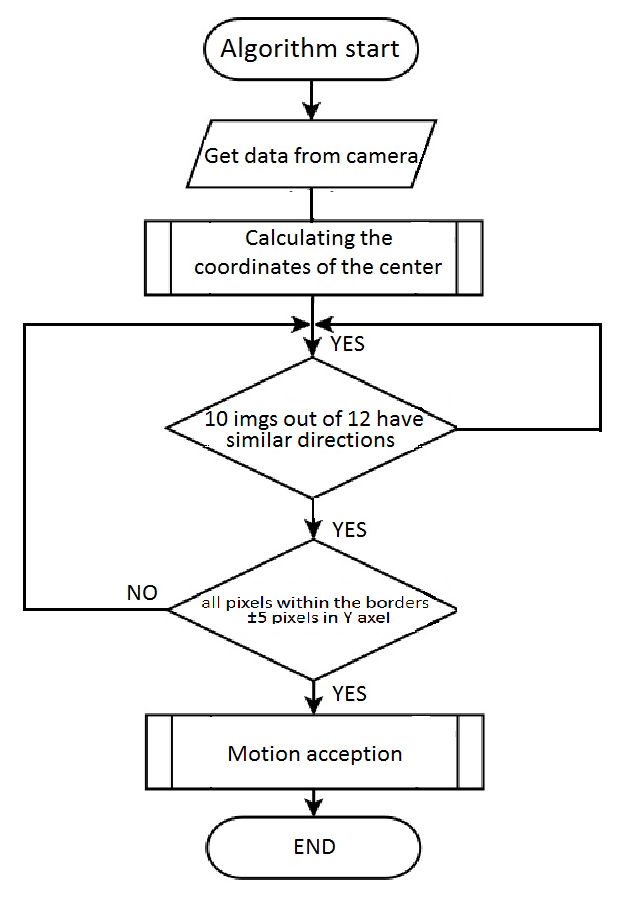 Algorithm start
Get data from camera
Calculating the
coordinates of the center
YES
10 imgs out of 12 have
similar directions
YES
NO
all pixels within the borders
±5 pixels in Y axel
YES
Motion acception
END